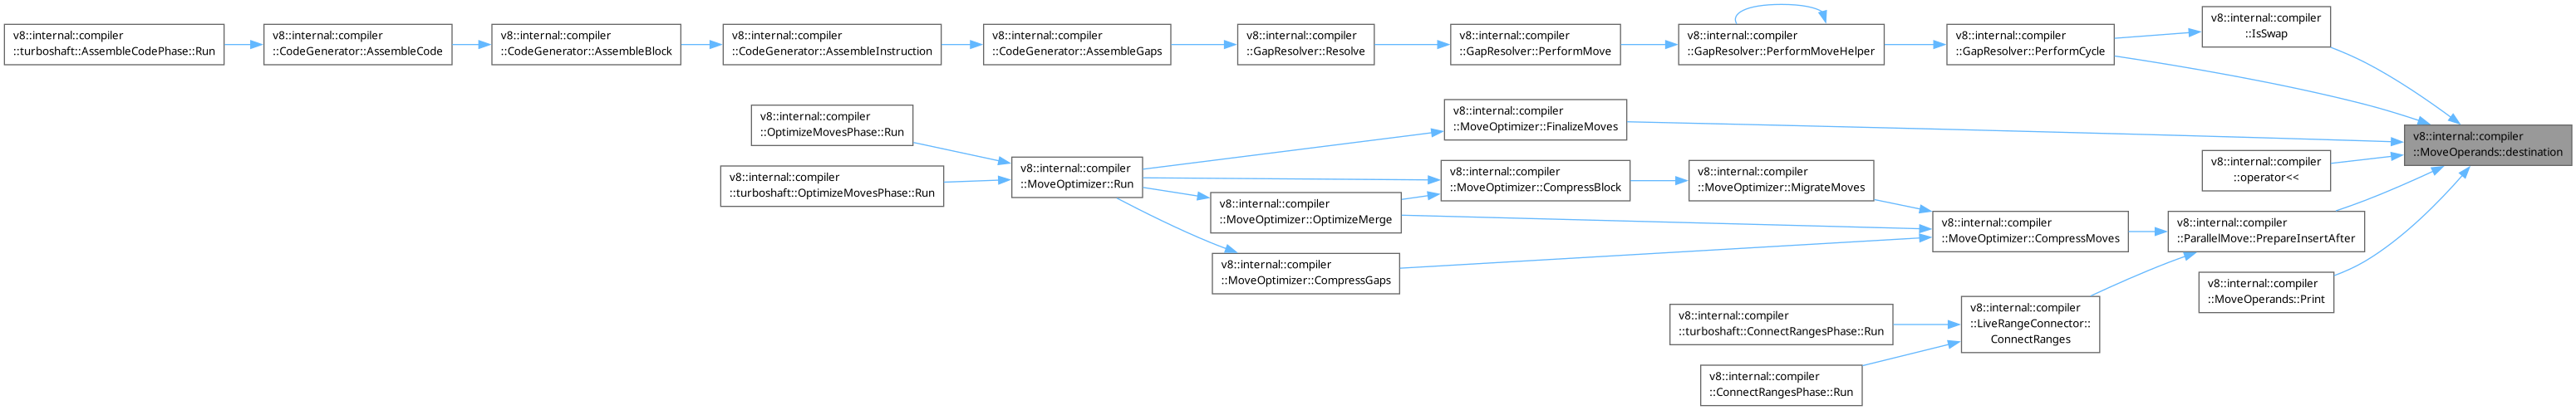 v8::internal::compiler
::turboshaft::AssembleCodePhase::Run
v8::internal::compiler
::CodeGenerator::AssembleCode
v8::internal::compiler
::CodeGenerator::AssembleBlock
v8::internal::compiler
::CodeGenerator::AssembleInstruction
v8::internal::compiler
::CodeGenerator::AssembleGaps
v8::internal::compiler
::GapResolver::Resolve
v8::internal::compiler
::GapResolver::PerformMove
v8::internal::compiler
::GapResolver::PerformMoveHelper
v8::internal::compiler
::GapResolver::PerformCycle
v8::internal::compiler
::IsSwap
v8::internal::compiler
::OptimizeMovesPhase::Run
v8::internal::compiler
::turboshaft::OptimizeMovesPhase::Run
v8::internal::compiler
::MoveOptimizer::Run
v8::internal::compiler
::MoveOptimizer::FinalizeMoves
v8::internal::compiler
::MoveOptimizer::CompressBlock
v8::internal::compiler
::MoveOptimizer::OptimizeMerge
v8::internal::compiler
::MoveOptimizer::CompressGaps
v8::internal::compiler
::MoveOptimizer::MigrateMoves
v8::internal::compiler
::MoveOptimizer::CompressMoves
v8::internal::compiler
::MoveOperands::destination
v8::internal::compiler
::operator<<
v8::internal::compiler
::ParallelMove::PrepareInsertAfter
v8::internal::compiler
::MoveOperands::Print
v8::internal::compiler
::LiveRangeConnector::
ConnectRanges
v8::internal::compiler
::turboshaft::ConnectRangesPhase::Run
v8::internal::compiler
::ConnectRangesPhase::Run